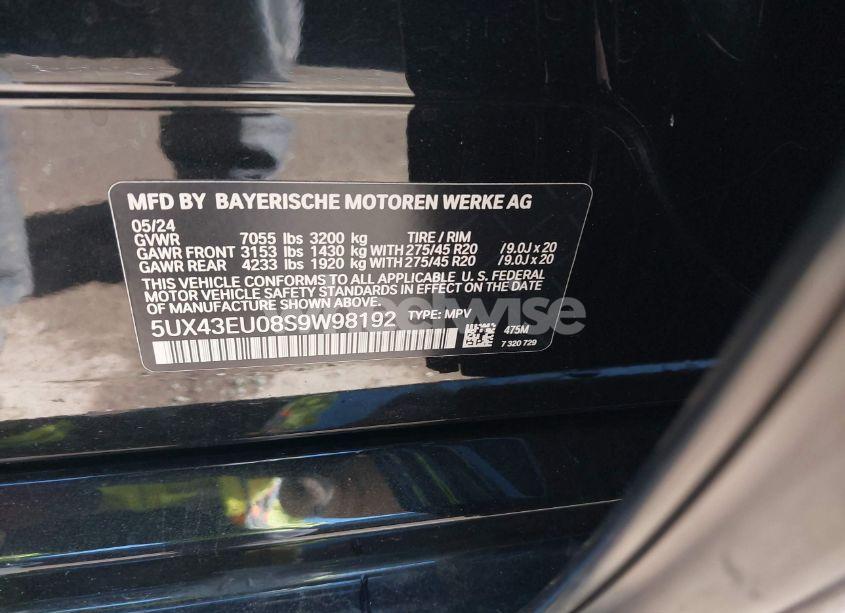 MFD BY BAYERISCHE MOTOREN WERKE AG
05/24
GVWR 7055 lbs 3200 kg TIRE / RIM
GAWR FRONT 3153 lbs 1430 kg WITH 275/45 R20 /9.0J x 20
GAWR REAR 4233 lbs 1920 kg WITH 275/45 R20 /9.0J x 20
THIS VEHICLE CONFORMS TO ALL APPLICABLE U. S. FEDERAL
MOTOR VEHICLE SAFETY STANDARDS IN EFFECT ON THE DATE
OF MANUFACTURE SHOWN ABOVE.
5UX43EU08S9W98192 TYPE: MPV
475M
7 320 729